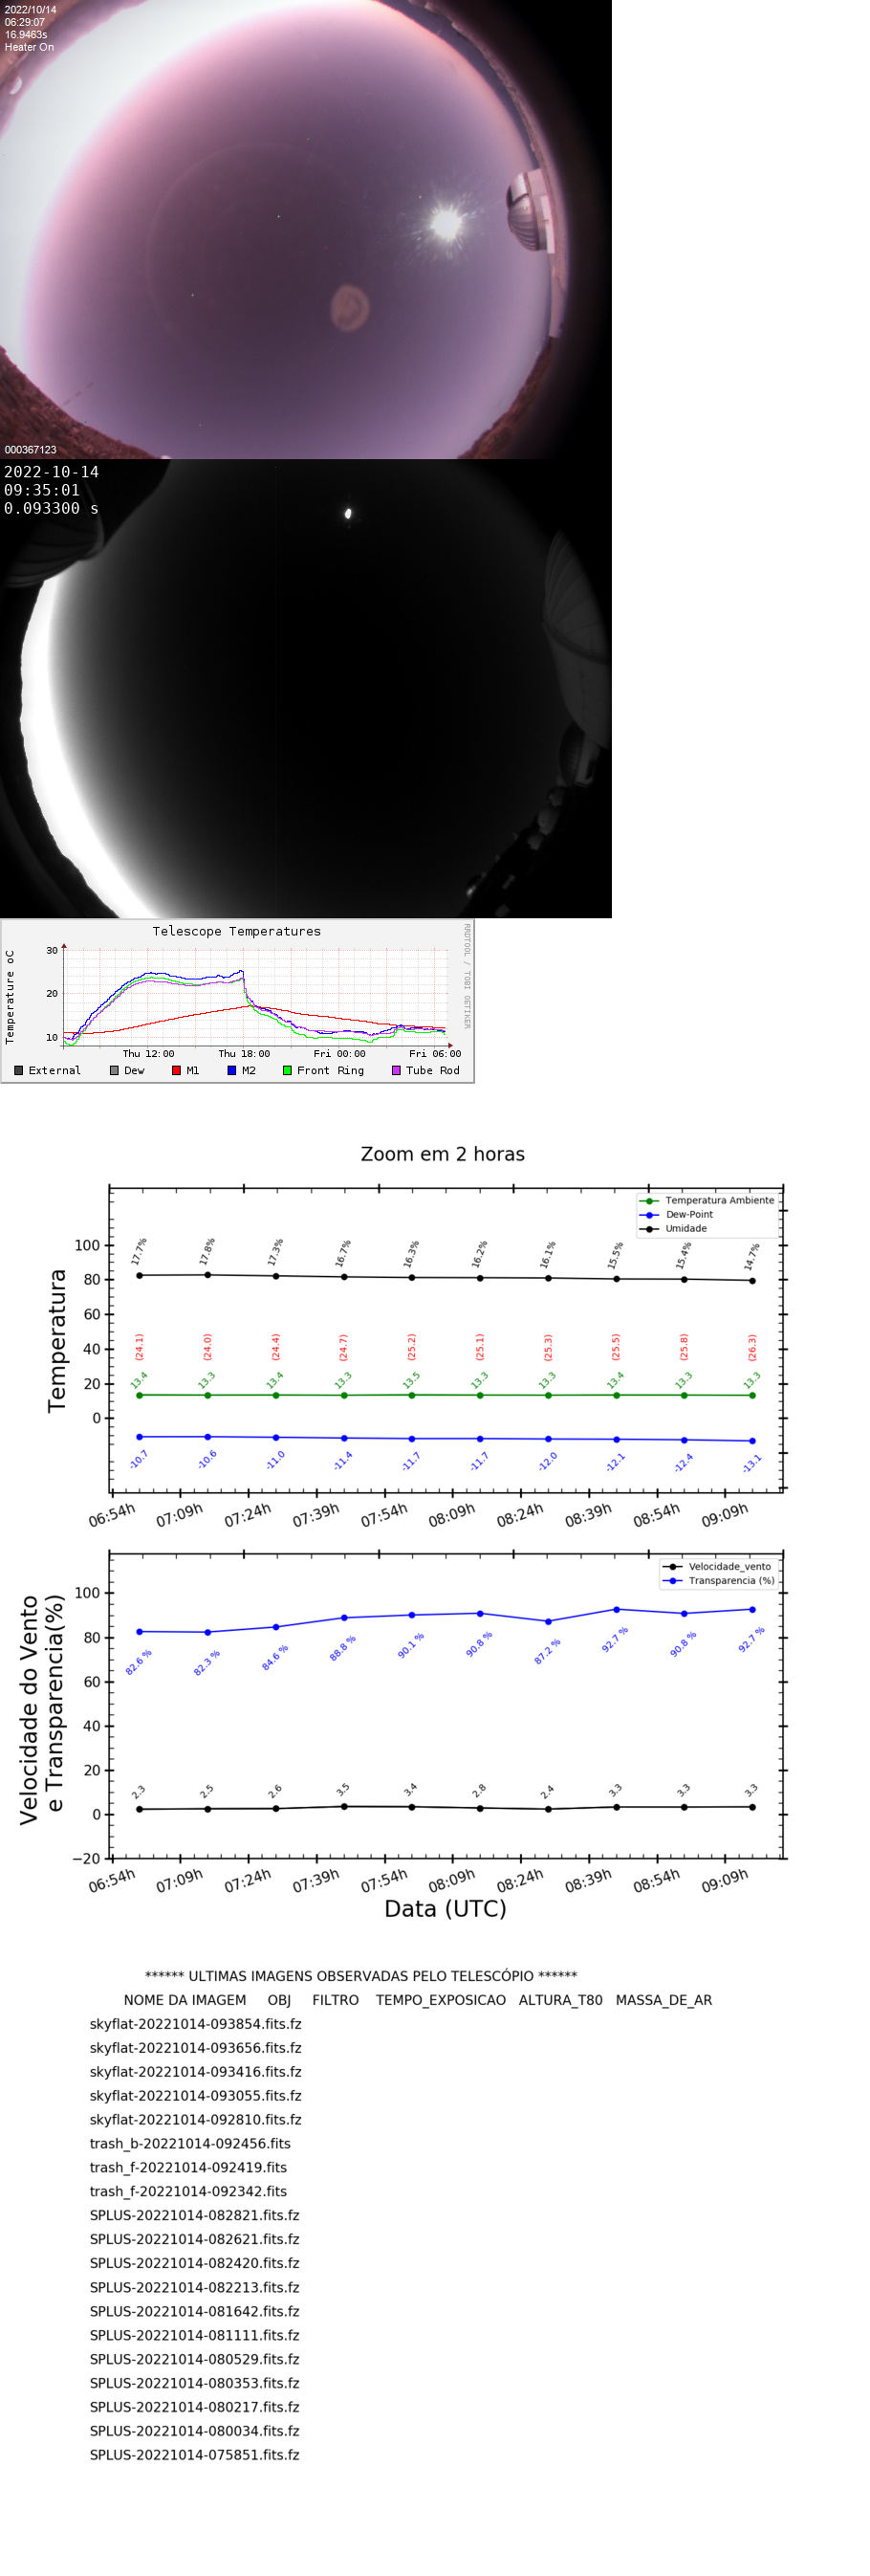 2022/10/14
06:29:07
16.9463s
Heater On
000367123
2022-10-14
09:35:01
0.093300 s
Telescope Temperatures
RRDTOOL / TOBI OETIKER
Temperature oC
30
20
10
Thu 12:00 Thu 18:00 Fri 00:00 Fri 06:00
External Dew M1 M2 Front Ring Tube Rod
Zoom em 2 horas
Temperatura Ambiente
Dew-Point
Umidade
Temperatura
100
80
60
40
20
0
17.7% 17.8% 17.3% 16.7% 16.3% 16.2% 16.1% 15.5% 15.4% 14.7%
(24.1) (24.0) (24.4) (24.7) (25.2) (25.1) (25.3) (25.5) (25.8) (26.3)
13.4 13.3 13.4 13.3 13.5 13.3 13.3 13.4 13.3 13.3
-10.7 -10.6 -11.0 -11.4 -11.7 -11.7 -12.0 -12.1 -12.4 -13.1
06:54h 07:09h 07:24h 07:39h 07:54h 08:09h 08:24h 08:39h 08:54h 09:09h
Velocidade_vento
Transparencia (%)
Velocidade do Vento
e Transparencia(%)
100
80
60
40
20
0
−20
82.6 % 82.3 % 84.6 % 88.8 % 90.1 % 90.8 % 87.2 % 92.7 % 90.8 % 92.7 %
2.3 2.5 2.6 3.5 3.4 2.8 2.4 3.3 3.3 3.3
06:54h 07:09h 07:24h 07:39h 07:54h 08:09h 08:24h 08:39h 08:54h 09:09h
Data (UTC)
****** ULTIMAS IMAGENS OBSERVADAS PELO TELESCÓPIO ******
NOME DA IMAGEM OBJ FILTRO TEMPO_EXPOSICAO ALTURA_T80 MASSA_DE_AR
skyflat-20221014-093854.fits.fz
skyflat-20221014-093656.fits.fz
skyflat-20221014-093416.fits.fz
skyflat-20221014-093055.fits.fz
skyflat-20221014-092810.fits.fz
trash_b-20221014-092456.fits
trash_f-20221014-092419.fits
trash_f-20221014-092342.fits
SPLUS-20221014-082821.fits.fz
SPLUS-20221014-082621.fits.fz
SPLUS-20221014-082420.fits.fz
SPLUS-20221014-082213.fits.fz
SPLUS-20221014-081642.fits.fz
SPLUS-20221014-081111.fits.fz
SPLUS-20221014-080529.fits.fz
SPLUS-20221014-080353.fits.fz
SPLUS-20221014-080217.fits.fz
SPLUS-20221014-080034.fits.fz
SPLUS-20221014-075851.fits.fz